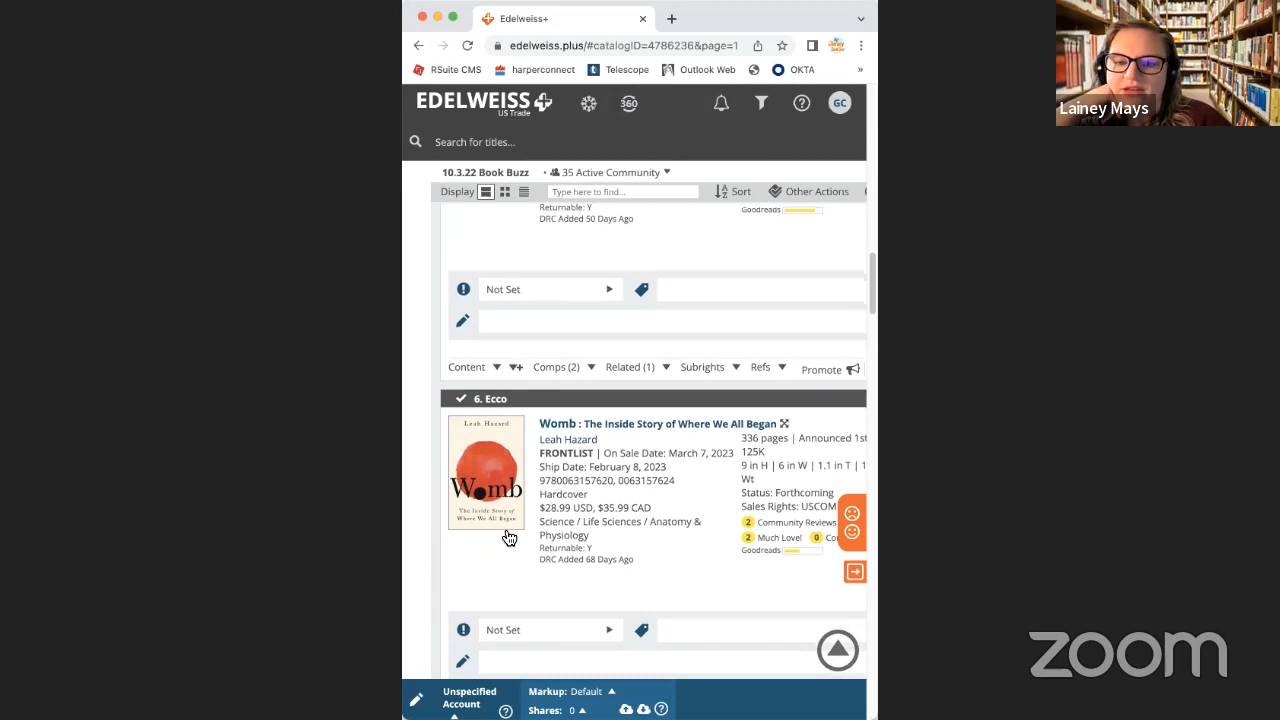 Edelweiss+
edelweiss.plus/#catalogID=4786236&page=1
RSuite CMS
harperconnect
Telescope
Outlook Web
OKTA
»
EDELWEISS
US Trade
360
GC
Search for titles...
10.3.22 Book Buzz
• 35 Active Community
Display
Type here to find...
Sort
Other Actions
Returnable: Y
DRC Added 50 Days Ago
Goodreads
Not Set
Content
Comps (2)
Related (1)
Subrights
Refs
Promote
6. Ecco
Leah Hazard
Womb
The Inside Story of
Where We All Began
Womb : The Inside Story of Where We All Began
Leah Hazard
FRONTLIST | On Sale Date: March 7, 2023
Ship Date: February 8, 2023
9780063157620, 0063157624
Hardcover
$28.99 USD, $35.99 CAD
Science / Life Sciences / Anatomy &
Physiology
Returnable: Y
DRC Added 68 Days Ago
336 pages | Announced 1st
125K
9 in H | 6 in W | 1.1 in T | 1
Wt
Status: Forthcoming
Sales Rights: USCOM
2 Community Reviews
2 Much Love! 0 Co
Goodreads
Not Set
Unspecified
Account
Markup: Default
Shares: 0
Lainey Mays
zoom